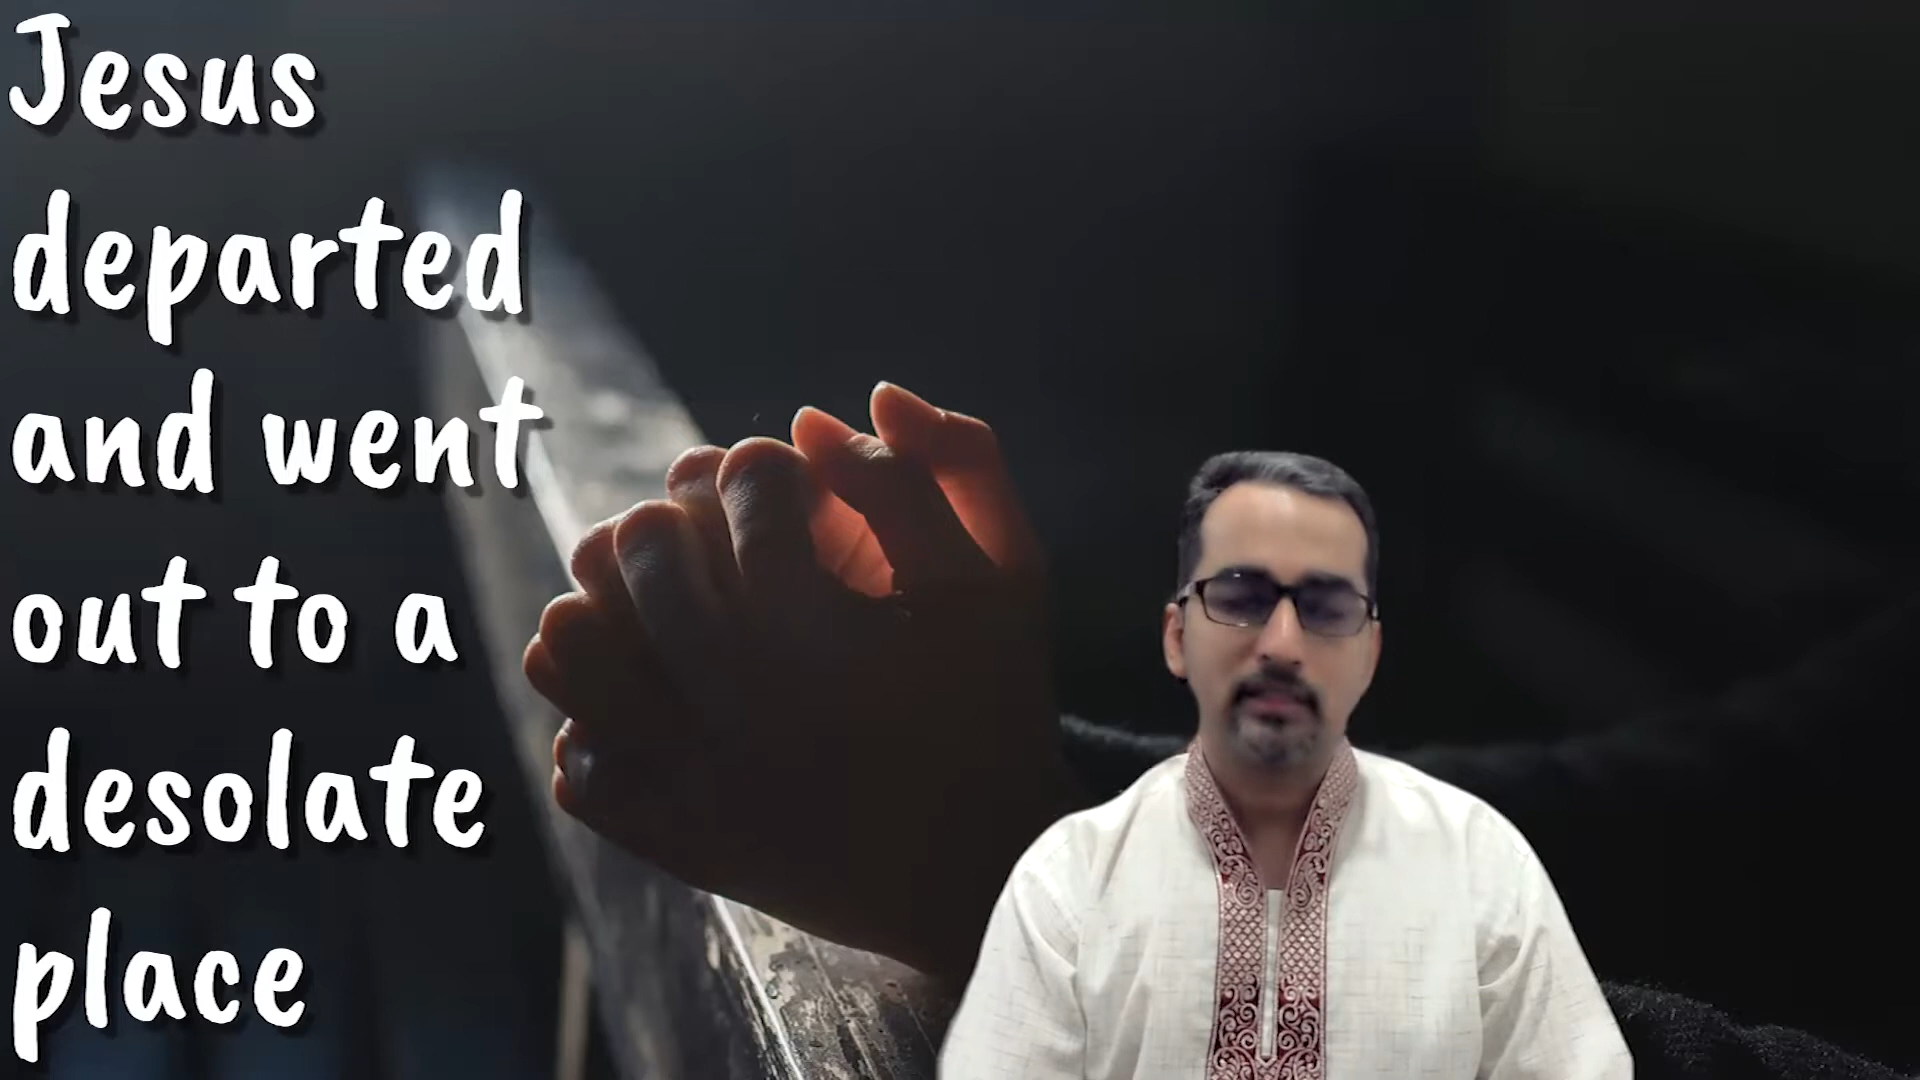 Jesus
departed
and went
out to a
desolate
place